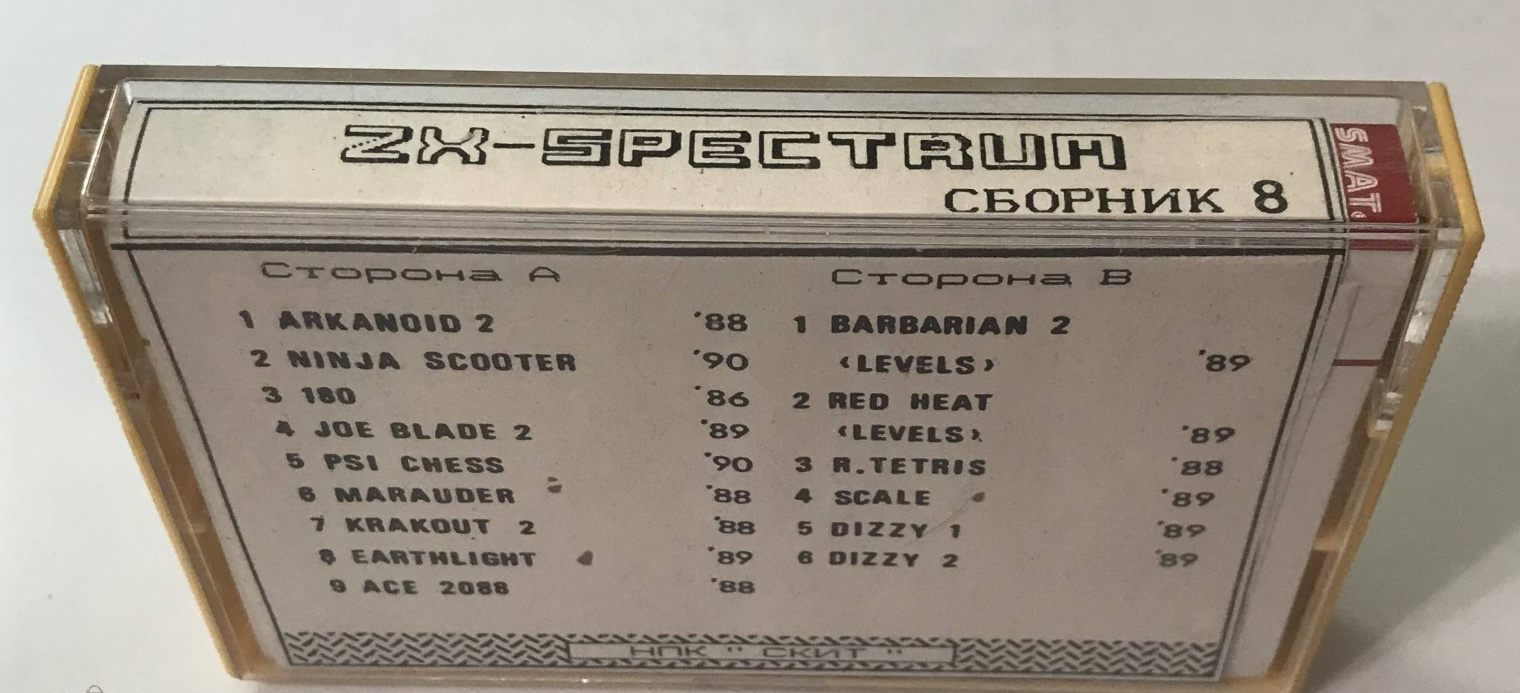 ZX-SPECTRUM
СБОРНИК 8
SMAT.
Сторона А
1 ARKANOID 2 '88
2 NINJA SCOOTER '90
3 180 '86
4 JOE BLADE 2 '89
5 PSI CHESS '90
6 MARAUDER '88
7 KRAKOUT 2 '88
8 EARTHLIGHT '89
9 ACE 2088 '88
Сторона В
1 BARBARIAN 2
‹LEVELS› '89
2 RED HEAT
‹LEVELS› '89
3 R.TETRIS '88
4 SCALE '89
5 DIZZY 1 '89
6 DIZZY 2 '89
НПК " СКИТ "